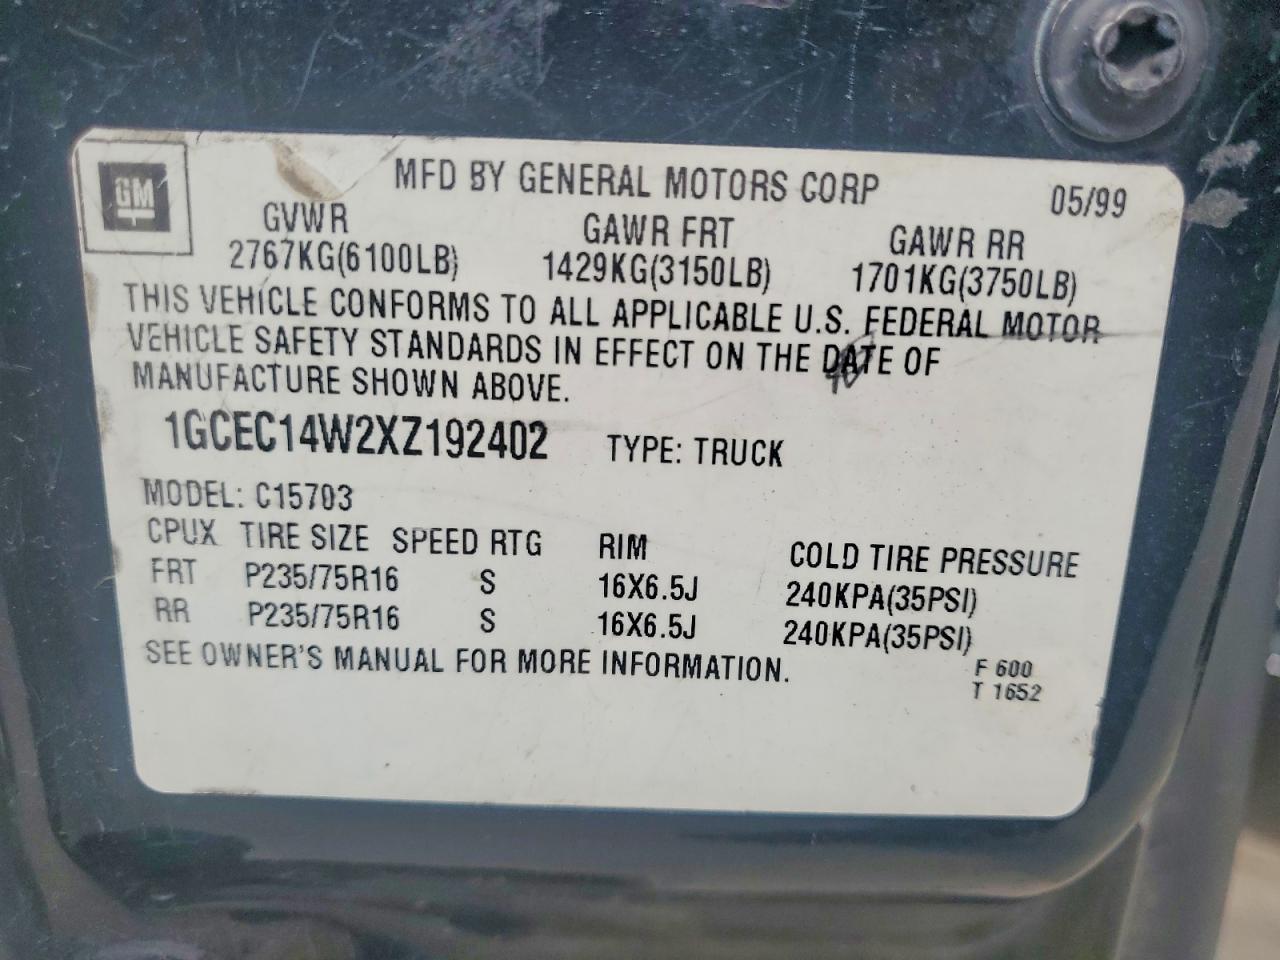 GM
MFD BY GENERAL MOTORS CORP 05/99
GVWR GAWR FRT GAWR RR
2767KG(6100LB) 1429KG(3150LB) 1701KG(3750LB)
THIS VEHICLE CONFORMS TO ALL APPLICABLE U.S. FEDERAL MOTOR
VEHICLE SAFETY STANDARDS IN EFFECT ON THE DATE OF
MANUFACTURE SHOWN ABOVE.
1GCEC14W2XZ192402 TYPE: TRUCK
MODEL: C15703
CPUX TIRE SIZE SPEED RTG RIM COLD TIRE PRESSURE
FRT P235/75R16 S 16X6.5J 240KPA(35PSI)
RR P235/75R16 S 16X6.5J 240KPA(35PSI)
SEE OWNER'S MANUAL FOR MORE INFORMATION.
F 600
T 1652